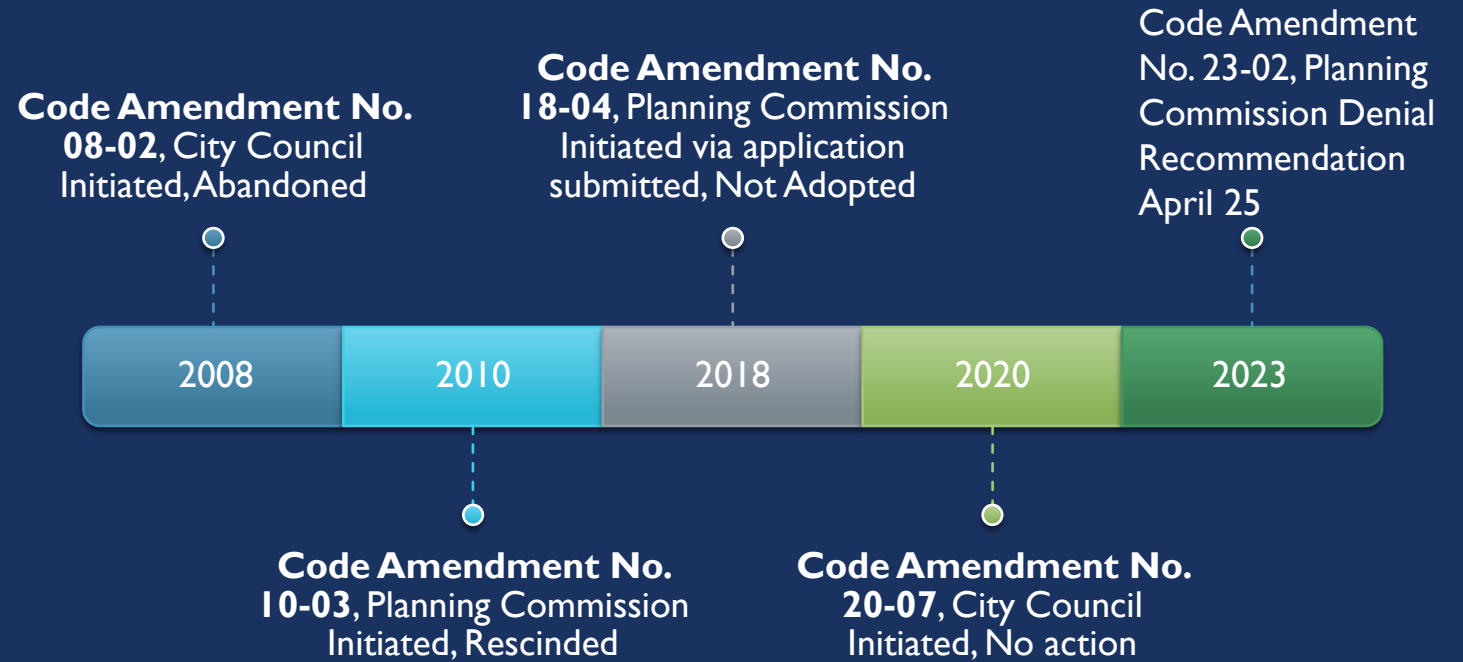 Code Amendment No.
08-02, City Council
Initiated, Abandoned
Code Amendment No.
18-04, Planning Commission
Initiated via application
submitted, Not Adopted
Code Amendment
No. 23-02, Planning
Commission Denial
Recommendation
April 25
2008
2010
2018
2020
2023
Code Amendment No.
10-03, Planning Commission
Initiated, Rescinded
Code Amendment No.
20-07, City Council
Initiated, No action